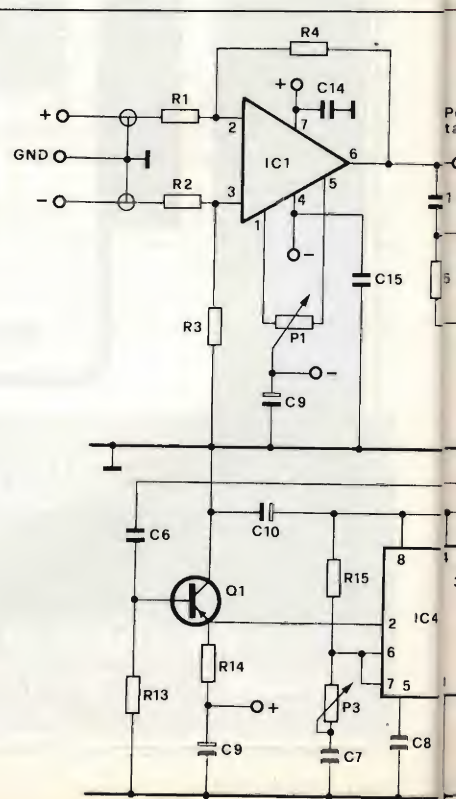 R4
+
C14
R1
+
2
7
GND
IC1
6
5
R2
-
3
4
1
-
C15
R3
P1
-
C9
C6
C10
8
R15
Q1
2
IC4
6
R14
7
5
R13
+
P3
C9
C7
C8